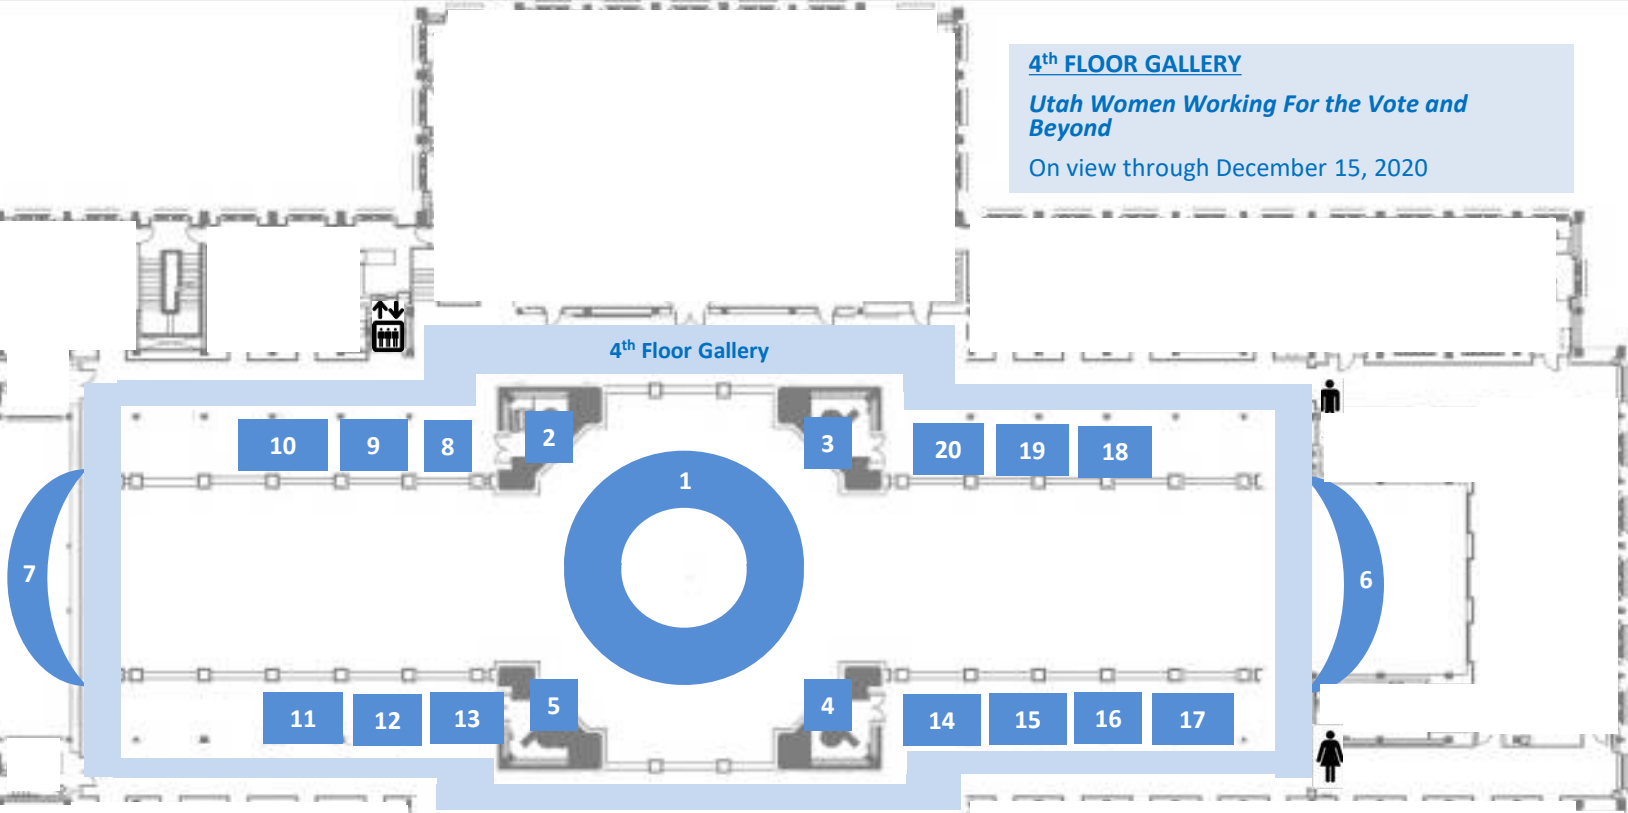 4th FLOOR GALLERY
Utah Women Working For the Vote and
Beyond
On view through December 15, 2020
4th Floor Gallery
10 9 8 2 3 20 19 18
1
7 6
11 12 13 5 4 14 15 16 17